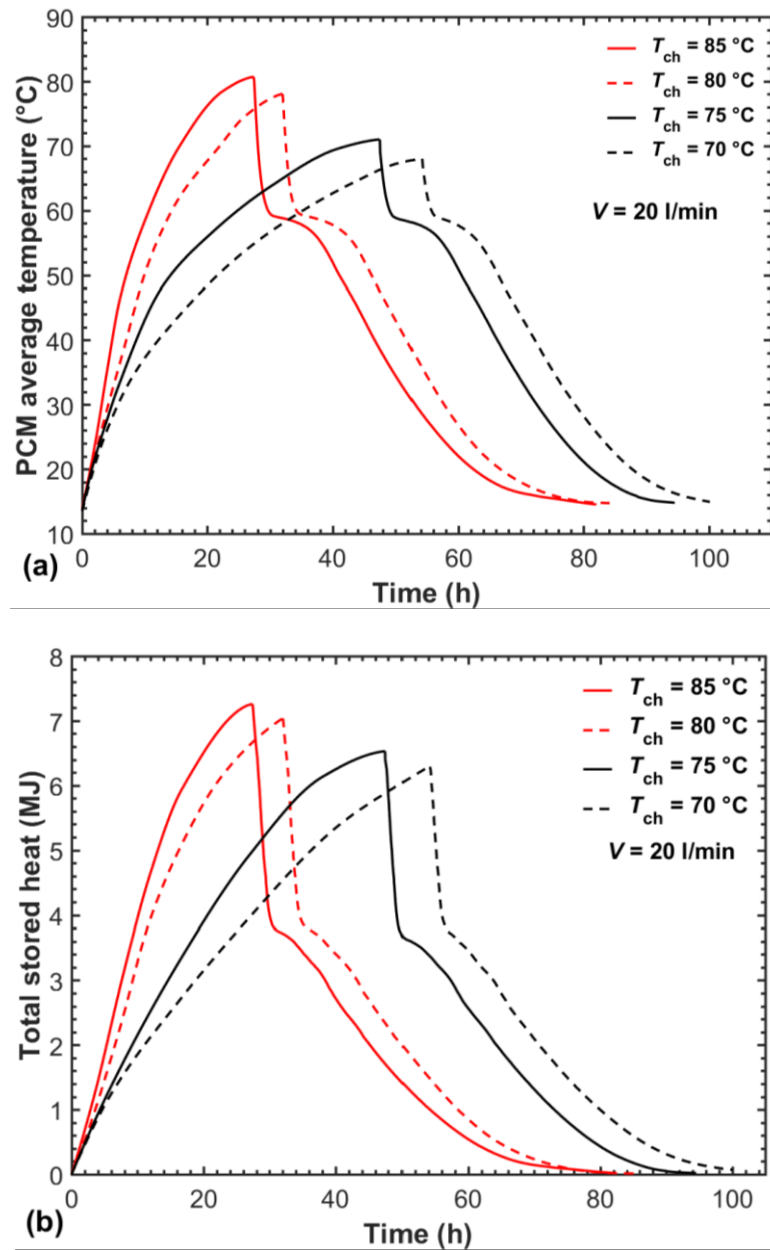 90
80
70
60
50
40
30
20
10
PCM average temperature (°C)
T_ch = 85 °C
T_ch = 80 °C
T_ch = 75 °C
T_ch = 70 °C
V = 20 l/min
0 20 40 60 80 100
(a)
Time (h)
8
7
6
5
4
3
2
1
0
Total stored heat (MJ)
T_ch = 85 °C
T_ch = 80 °C
T_ch = 75 °C
T_ch = 70 °C
V = 20 l/min
0 20 40 60 80 100
(b)
Time (h)